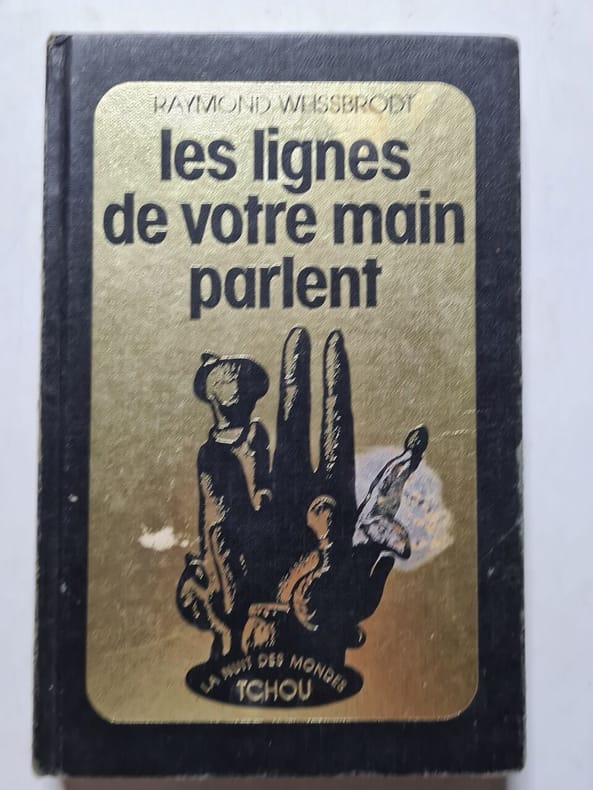 RAYMOND WEISSBRODT
les lignes
de votre main
parlent
LA NUIT DES MONDES
TCHOU